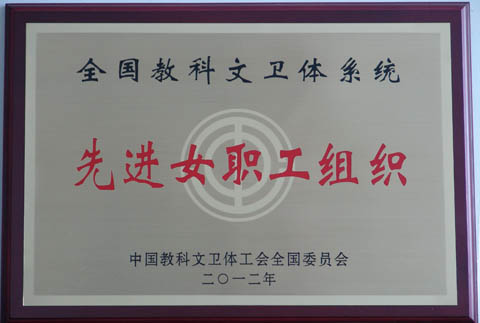 全国教科文卫体系统
先进女职工组织
中国教科文卫体工会全国委员会
二〇一二年